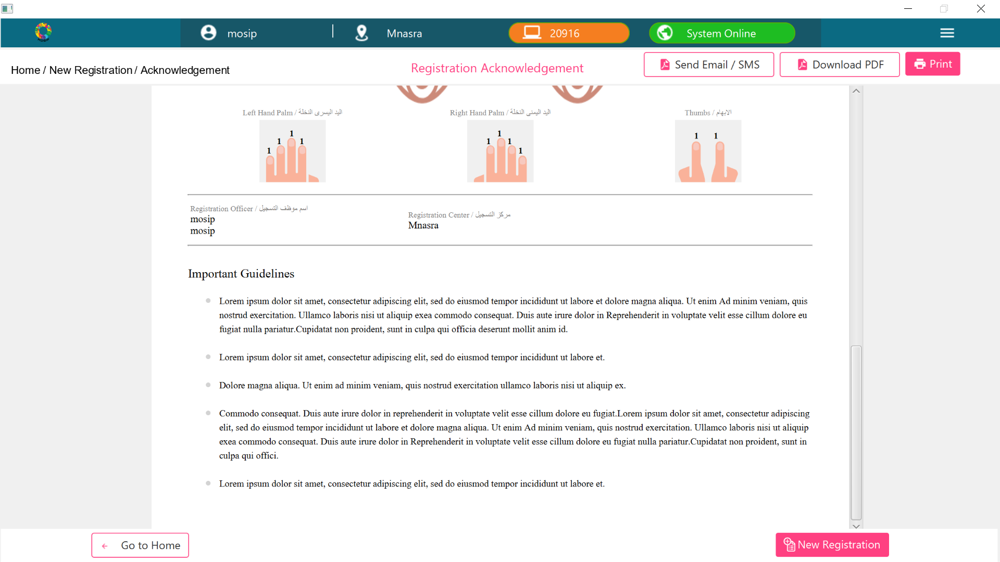 mosip
Mnasra
20916
System Online
Home / New Registration / Acknowledgement
Registration Acknowledgement
Send Email / SMS
Download PDF
Print
Left Hand Palm / اليد اليسرى النخلة
Right Hand Palm / اليد اليمنى النخلة
Thumbs / الابهام
1 1 1 1
1 1 1 1
1 1
Registration Officer / اسم موظف التسجيل
mosip
mosip
Registration Center / مركز التسجيل
Mnasra
Important Guidelines
Lorem ipsum dolor sit amet, consectetur adipiscing elit, sed do eiusmod tempor incididunt ut labore et dolore magna aliqua. Ut enim Ad minim veniam, quis
nostrud exercitation. Ullamco laboris nisi ut aliquip exea commodo consequat. Duis aute irure dolor in Reprehenderit in voluptate velit esse cillum dolore eu
fugiat nulla pariatur.Cupidatat non proident, sunt in culpa qui officia deserunt mollit anim id.
Lorem ipsum dolor sit amet, consectetur adipiscing elit, sed do eiusmod tempor incididunt ut labore et.
Dolore magna aliqua. Ut enim ad minim veniam, quis nostrud exercitation ullamco laboris nisi ut aliquip ex.
Commodo consequat. Duis aute irure dolor in reprehenderit in voluptate velit esse cillum dolore eu fugiat.Lorem ipsum dolor sit amet, consectetur adipiscing
elit, sed do eiusmod tempor incididunt ut labore et dolore magna aliqua. Ut enim Ad minim veniam, quis nostrud exercitation. Ullamco laboris nisi ut aliquip
exea commodo consequat. Duis aute irure dolor in Reprehenderit in voluptate velit esse cillum dolore eu fugiat nulla pariatur.Cupidatat non proident, sunt in
culpa qui offici.
Lorem ipsum dolor sit amet, consectetur adipiscing elit, sed do eiusmod tempor incididunt ut labore et.
Go to Home
New Registration